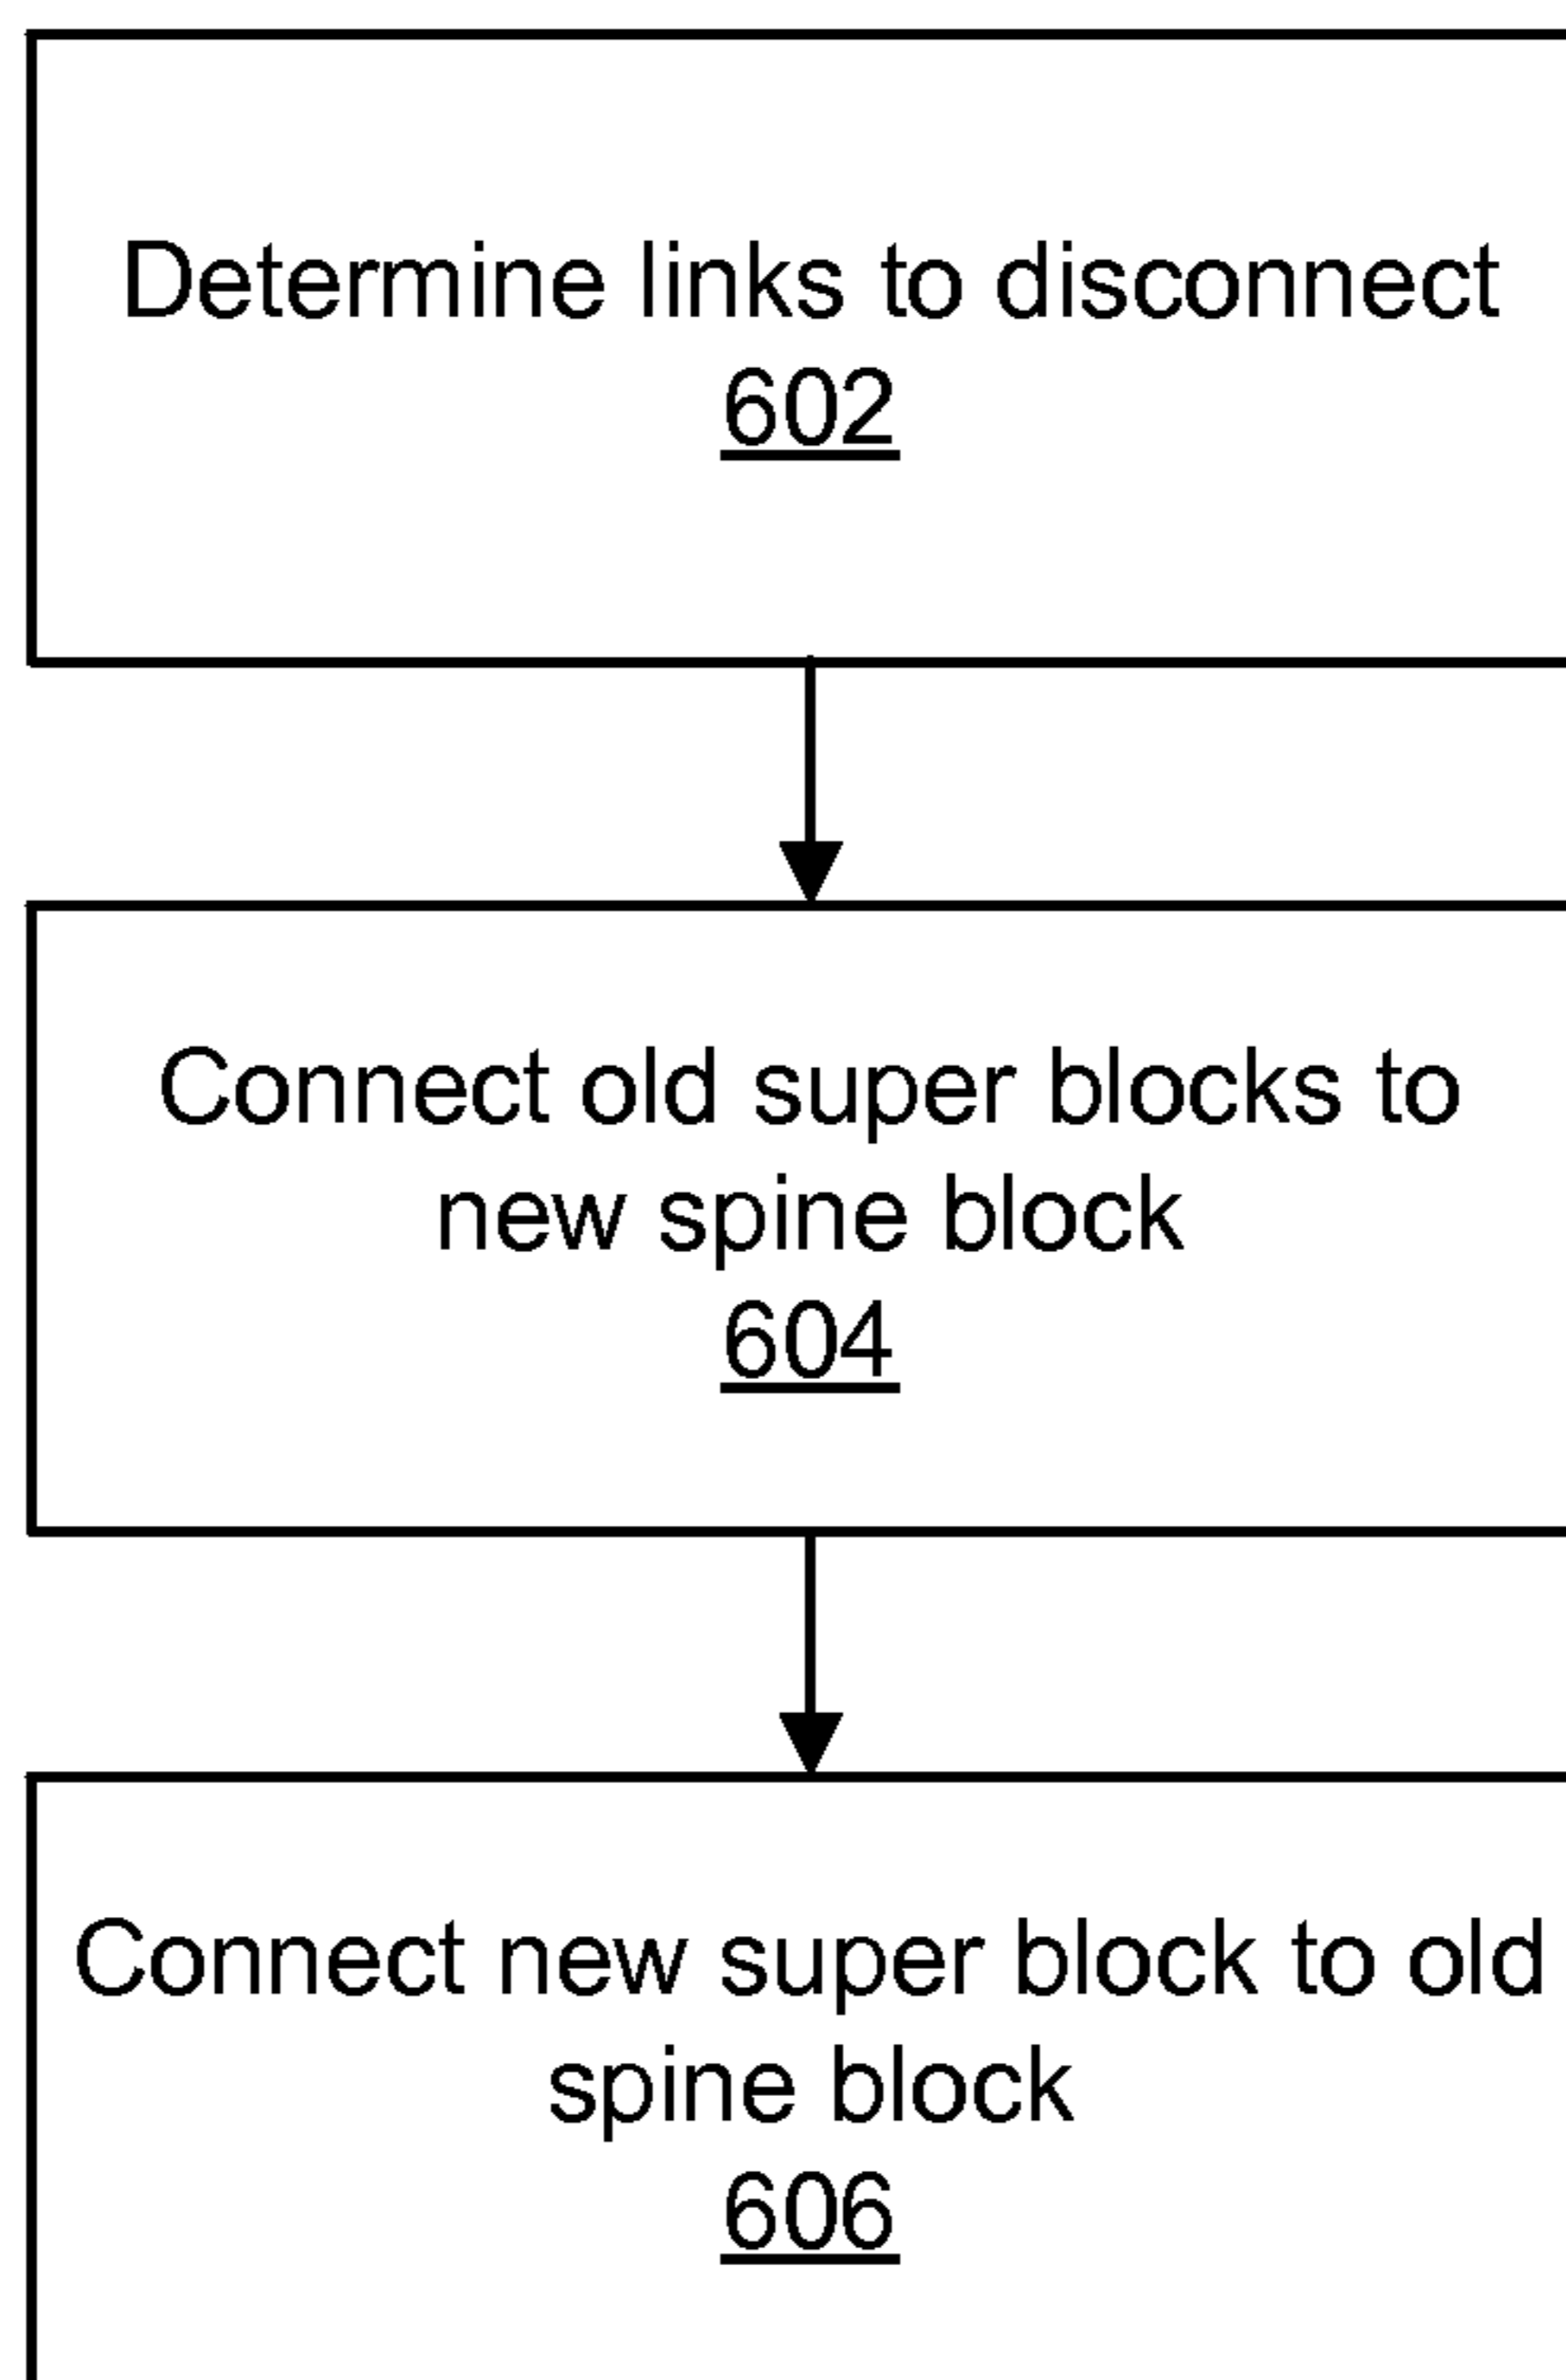 Determine links to disconnect
602
Connect old super blocks to
new spine block
604
Connect new super block to old
spine block
606